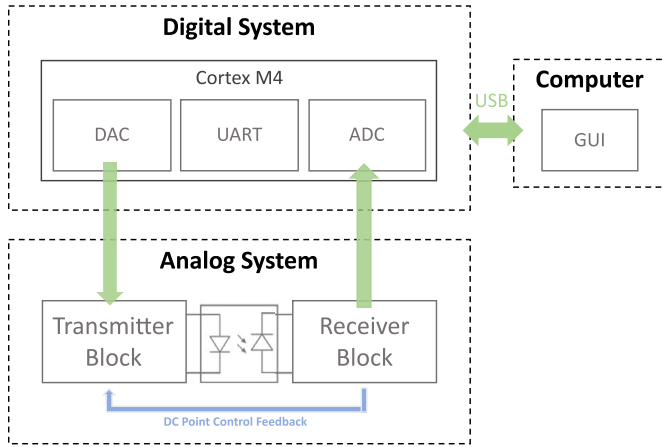 Digital System
Cortex M4
DAC
UART
ADC
USB
Computer
GUI
Analog System
Transmitter
Block
Receiver
Block
DC Point Control Feedback